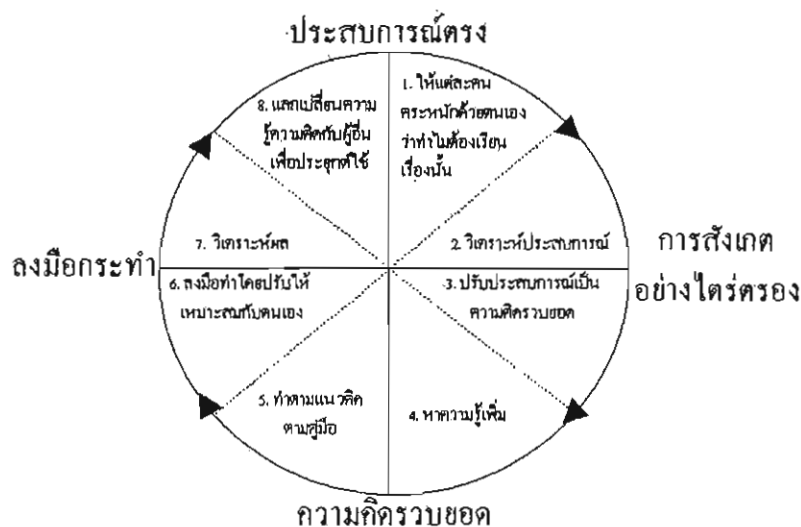 ประสบการณ์ตรง
1. ให้แต่ละคน
ตระหนักด้วยตนเอง
ว่าทำไมต้องเรียน
เรื่องนั้น
2. วิเคราะห์ประสบการณ์
การสังเกต
อย่างไตร่ตรอง
3. ปรับประสบการณ์เป็น
ความคิดรวบยอด
4. หาความรู้เพิ่ม
ความคิดรวบยอด
5. ทำตามแนวคิด
ตามคู่มือ
6. ลงมือทำโดยปรับให้
เหมาะสมกับตนเอง
ลงมือกระทำ
7. วิเคราะห์ผล
8. แลกเปลี่ยนความ
รู้ความคิดกับผู้อื่น
เพื่อประยุกต์ใช้